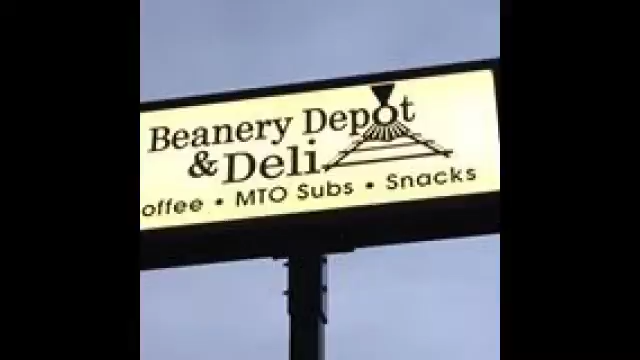 Beanery Depot
& Deli
offee • MTO Subs • Snacks